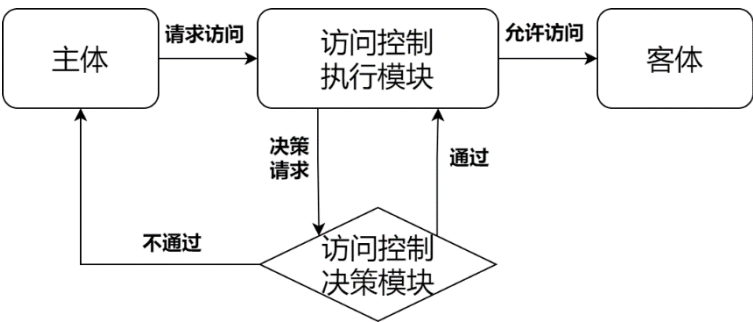 主体
请求访问
访问控制
执行模块
允许访问
客体
决策
请求
通过
不通过
访问控制
决策模块